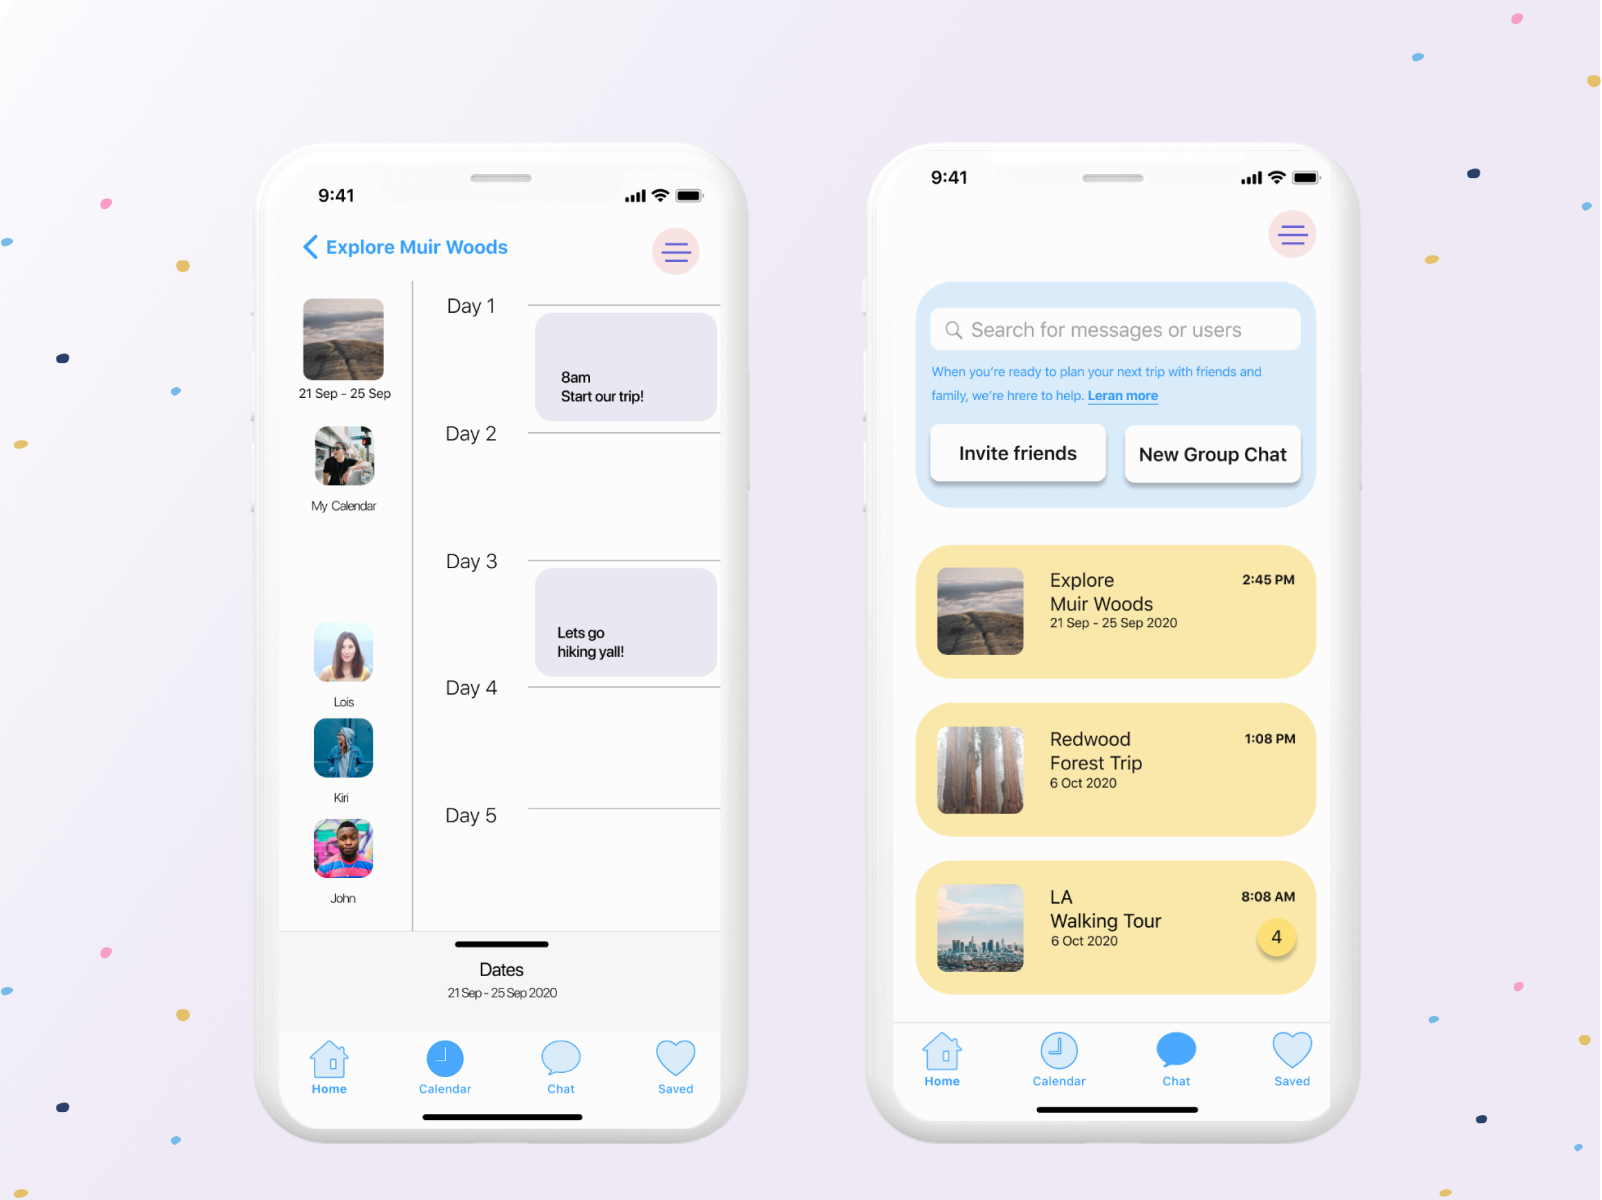 9:41
Explore Muir Woods
21 Sep - 25 Sep
My Calendar
Lois
Kiri
John
Day 1
8am
Start our trip!
Day 2
Day 3
Lets go
hiking yall!
Day 4
Day 5
Dates
21 Sep - 25 Sep 2020
Home
Calendar
Chat
Saved
9:41
Search for messages or users
When you're ready to plan your next trip with friends and
family, we're hrere to help. Leran more
Invite friends
New Group Chat
Explore
Muir Woods
21 Sep - 25 Sep 2020
2:45 PM
Redwood
Forest Trip
6 Oct 2020
1:08 PM
LA
Walking Tour
6 Oct 2020
8:08 AM
4
Home
Calendar
Chat
Saved